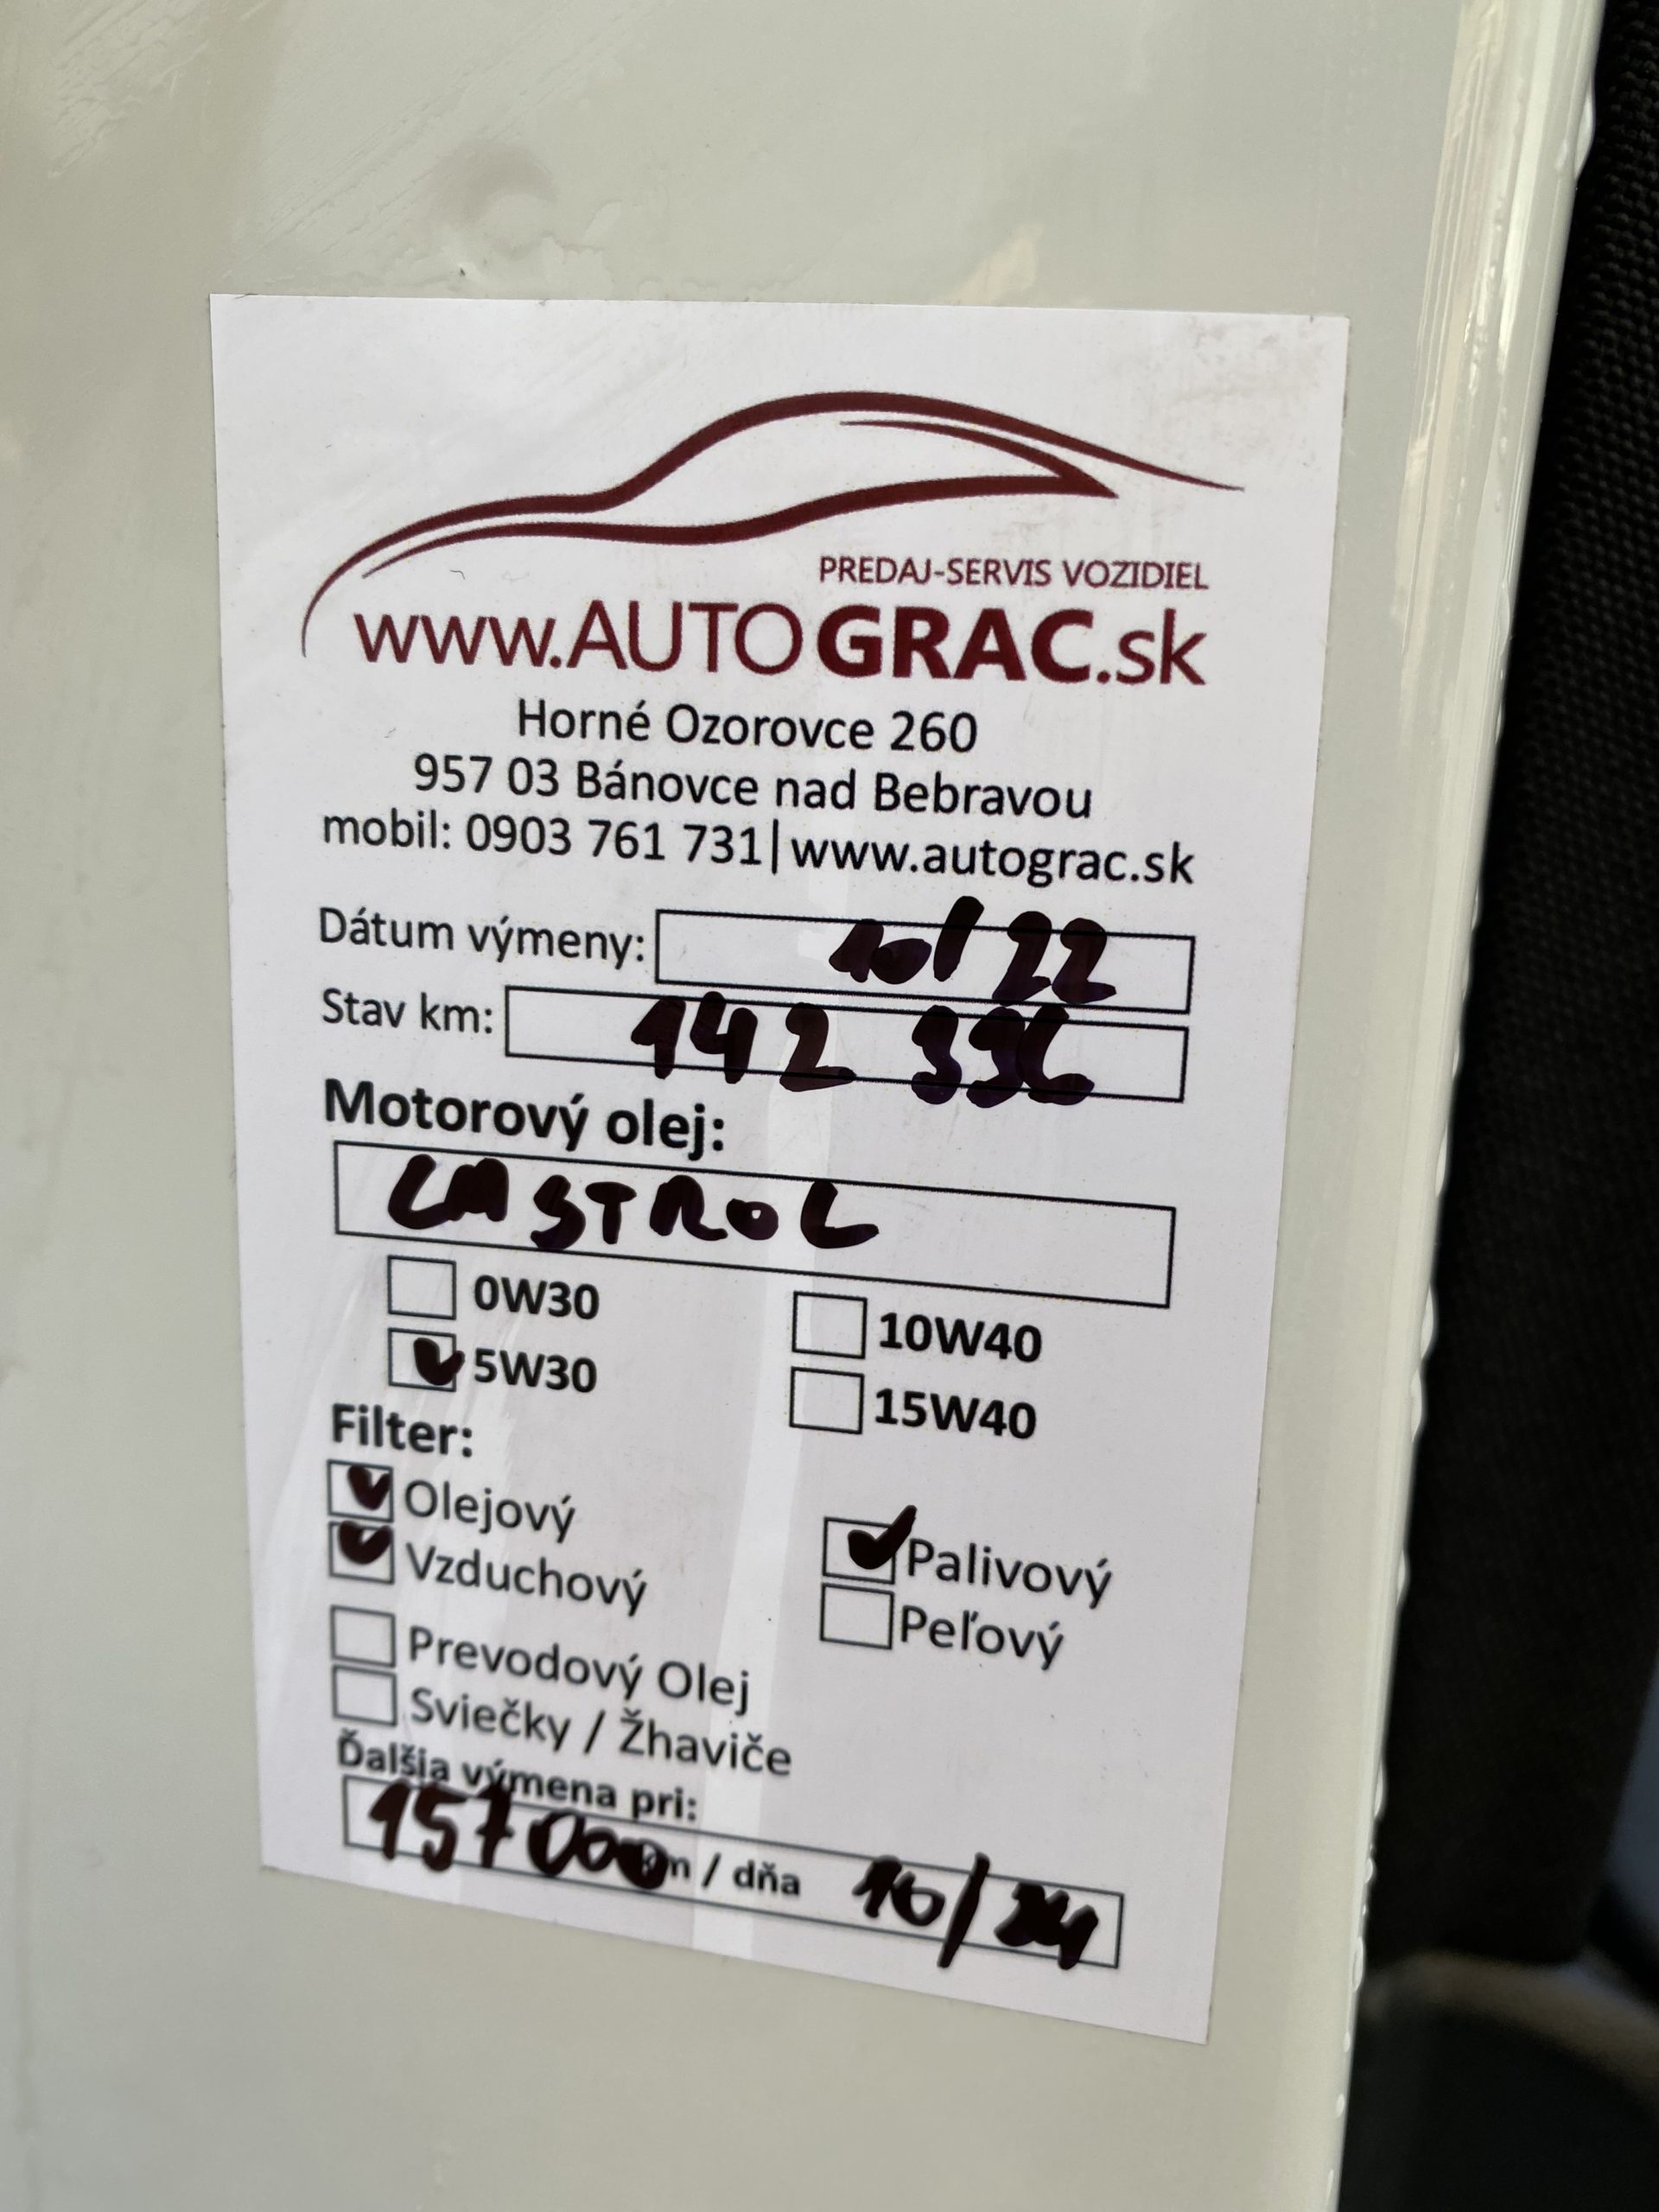 PREDAJ-SERVIS VOZIDIEL
www.AUTOGRAC.sk
Horné Ozorovce 260
957 03 Bánovce nad Bebravou
mobil: 0903 761 731|www.autograc.sk
Dátum výmeny: 10/22
Stav km: 142
Motorový olej:
CASTROL
0W30
10W40
5W30
15W40
Filter:
Olejový
Palivový
Vzduchový
Peľový
Prevodový Olej
Sviečky / Žhaviče
Ďalšia výmena pri:
157 000 km / dňa 10/24